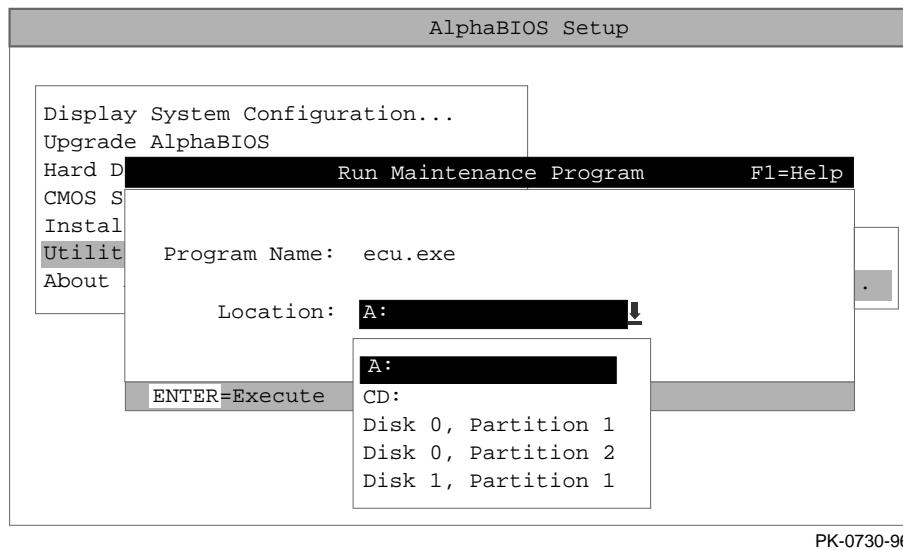 AlphaBIOS Setup
Display System Configuration...
Upgrade AlphaBIOS
Hard D
Run Maintenance Program F1=Help
CMOS S
Instal
Utilit
Program Name: ecu.exe
About
.
Location: A:
A:
ENTER=Execute
CD:
Disk 0, Partition 1
Disk 0, Partition 2
Disk 1, Partition 1
PK-0730-96